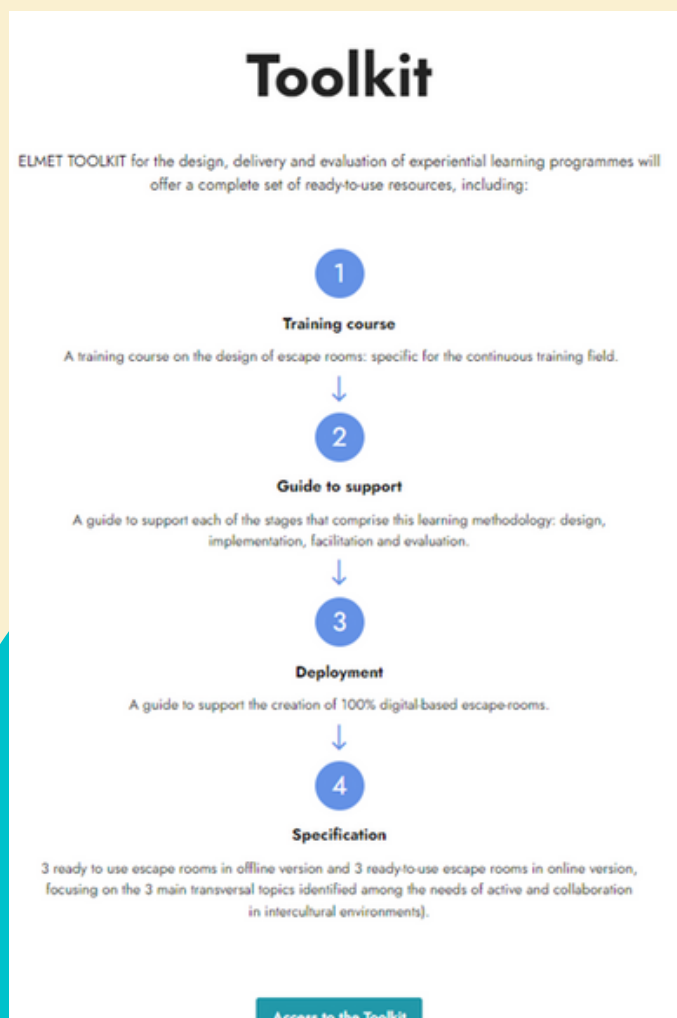 Toolkit
ELMET TOOLKIT for the design, delivery and evaluation of experiential learning programmes will
offer a complete set of ready-to-use resources, including:
1
Training course
A training course on the design of escape rooms: specific for the continuous training field.
↓
2
Guide to support
A guide to support each of the stages that comprise this learning methodology: design,
implementation, facilitation and evaluation.
↓
3
Deployment
A guide to support the creation of 100% digital-based escape-rooms.
↓
4
Specification
3 ready to use escape rooms in offline version and 3 ready-to-use escape rooms in online version,
focusing on the 3 main transversal topics identified among the needs of active and collaboration
in intercultural environments).
Access to the Toolkit